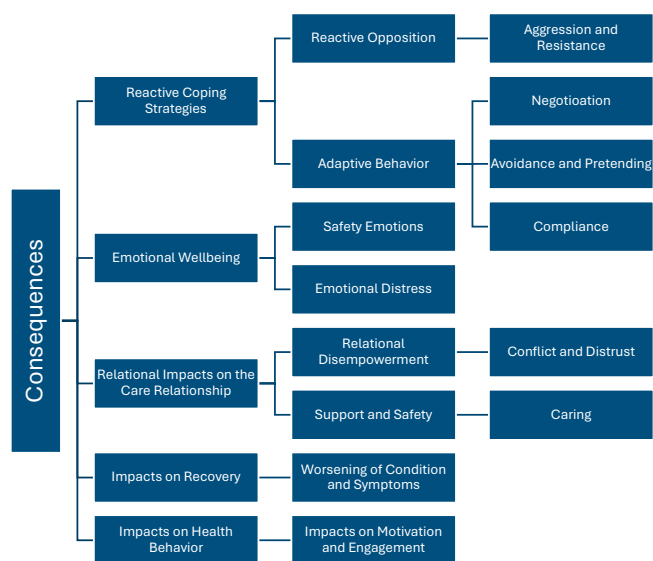 Consequences
Reactive Coping
Strategies
Reactive Opposition
Aggression and
Resistance
Adaptive Behavior
Negotioation
Avoidance and Pretending
Compliance
Emotional Wellbeing
Safety Emotions
Emotional Distress
Relational Impacts on the
Care Relationship
Relational
Disempowerment
Conflict and Distrust
Support and Safety
Caring
Impacts on Recovery
Worsening of Condition
and Symptoms
Impacts on Health
Behavior
Impacts on Motivation
and Engagement